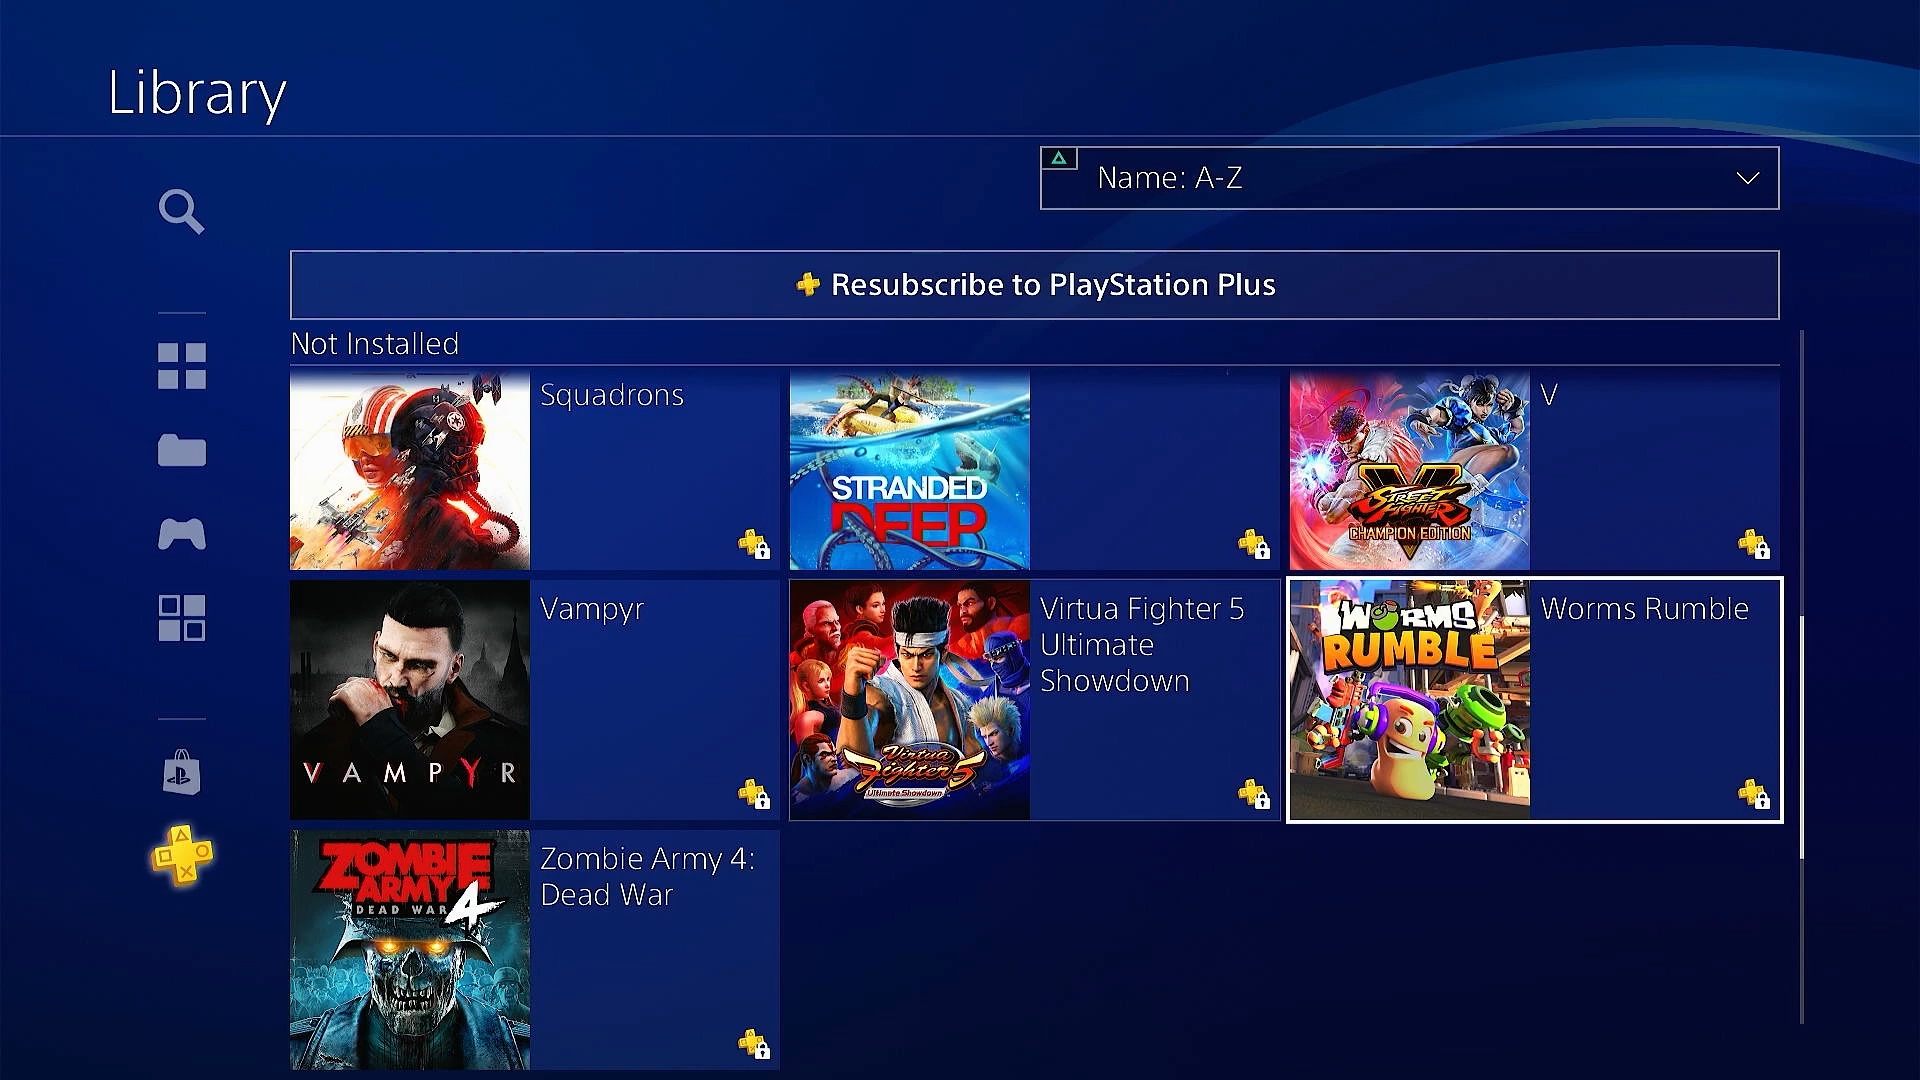 Library
Name: A-Z
Resubscribe to PlayStation Plus
Not Installed
Squadrons
STRANDED
DEEP
V
STREET
FIGHTER
CHAMPION EDITION
VAMPYR
Vampyr
Virtua
Fighter 5
Ultimate Showdown
Virtua Fighter 5
Ultimate
Showdown
WORMS
RUMBLE
Worms Rumble
ZOMBIE
ARMY 4
DEAD WAR
Zombie Army 4:
Dead War